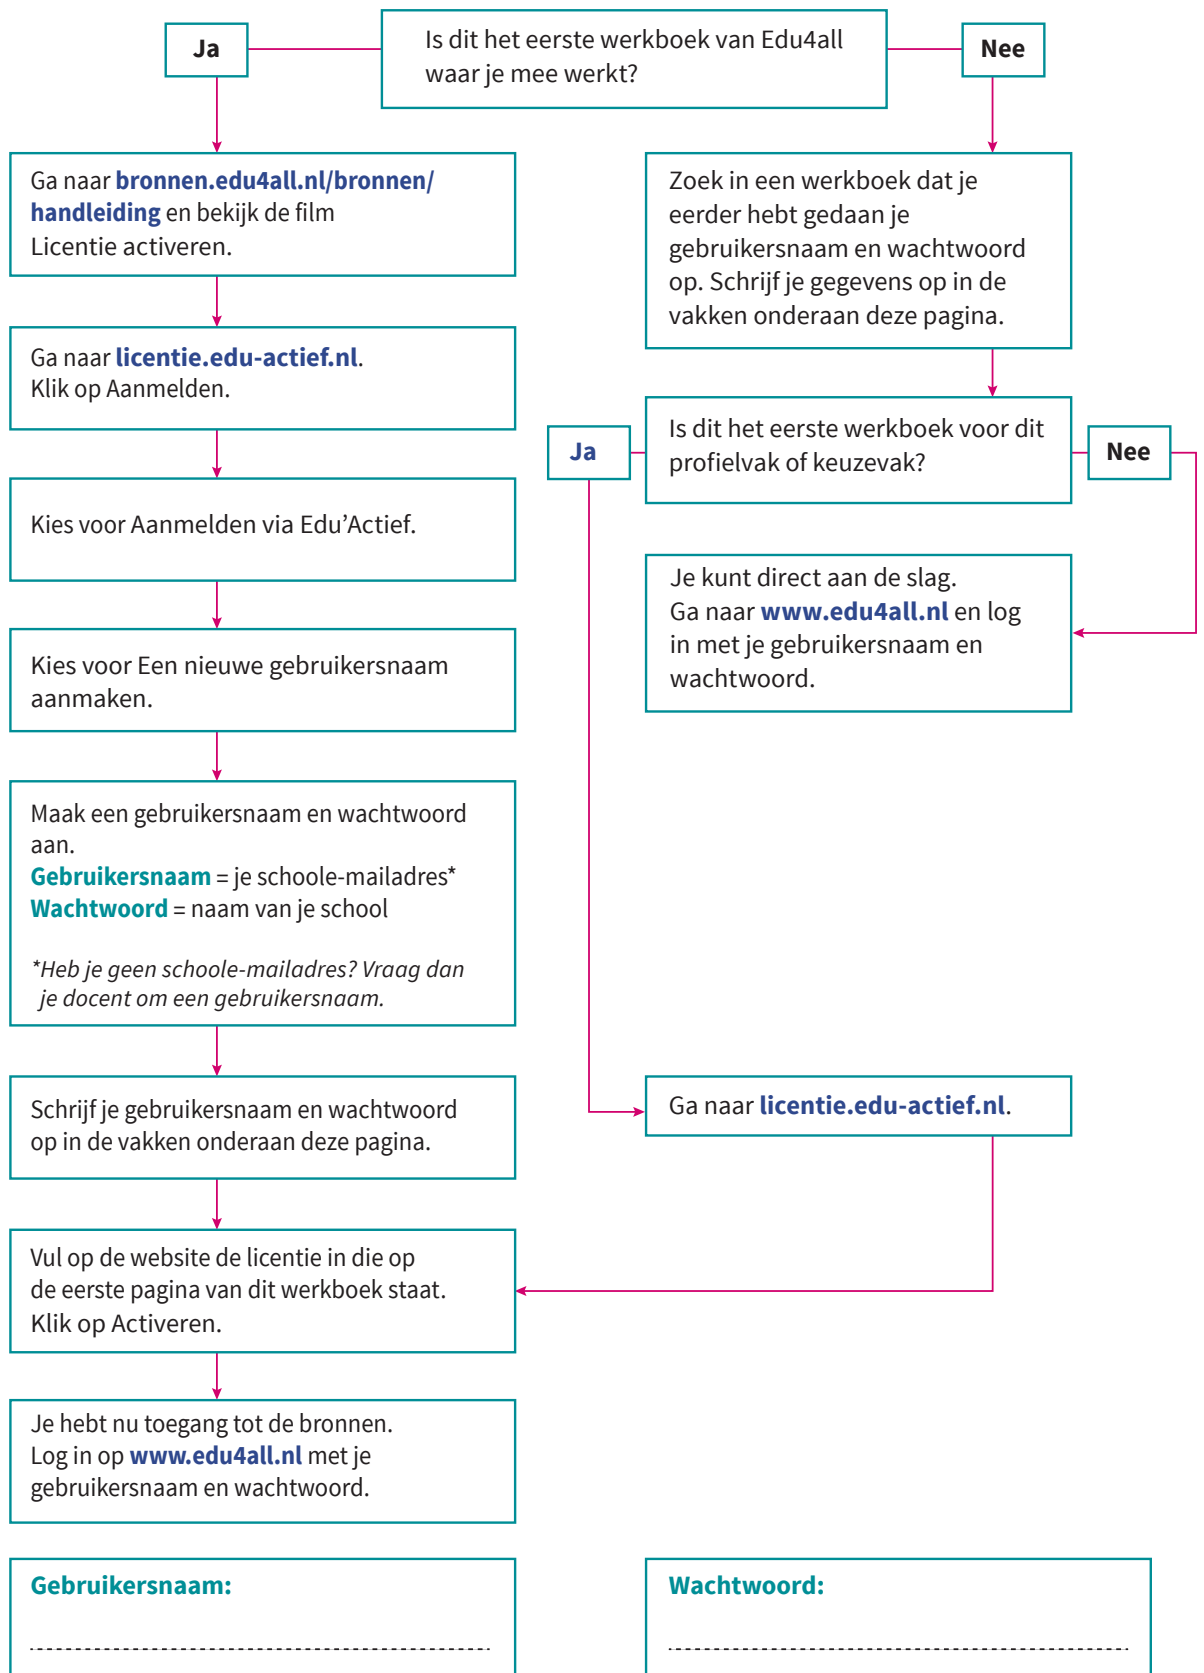 Is dit het eerste werkboek van Edu4all
waar je mee werkt?
Ja
Nee
Ga naar bronnen.edu4all.nl/bronnen/
handleiding en bekijk de film
Licentie activeren.
Ga naar licentie.edu-actief.nl.
Klik op Aanmelden.
Kies voor Aanmelden via Edu’Actief.
Kies voor Een nieuwe gebruikersnaam
aanmaken.
Maak een gebruikersnaam en wachtwoord
aan.
Gebruikersnaam = je schoole-mailadres*
Wachtwoord = naam van je school
*Heb je geen schoole-mailadres? Vraag dan
je docent om een gebruikersnaam.
Schrijf je gebruikersnaam en wachtwoord
op in de vakken onderaan deze pagina.
Vul op de website de licentie in die op
de eerste pagina van dit werkboek staat.
Klik op Activeren.
Je hebt nu toegang tot de bronnen.
Log in op www.edu4all.nl met je
gebruikersnaam en wachtwoord.
Zoek in een werkboek dat je
eerder hebt gedaan je
gebruikersnaam en wachtwoord
op. Schrijf je gegevens op in de
vakken onderaan deze pagina.
Is dit het eerste werkboek voor dit
profielvak of keuzevak?
Ja
Nee
Je kunt direct aan de slag.
Ga naar www.edu4all.nl en log
in met je gebruikersnaam en
wachtwoord.
Ga naar licentie.edu-actief.nl.
Gebruikersnaam:
Wachtwoord: